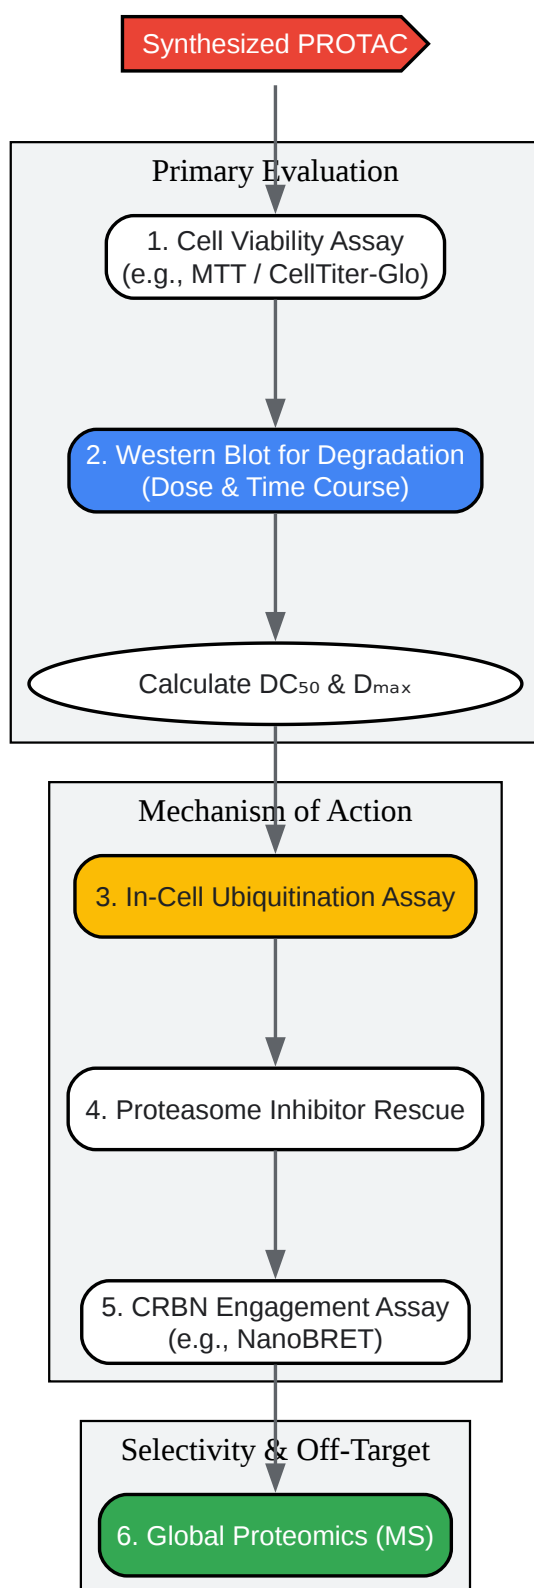 Synthesized PROTAC
Primary Evaluation
1. Cell Viability Assay
(e.g., MTT / CellTiter-Glo)
2. Western Blot for Degradation
(Dose & Time Course)
Calculate DC₅₀ & Dₘₐₓ
Mechanism of Action
3. In-Cell Ubiquitination Assay
4. Proteasome Inhibitor Rescue
5. CRBN Engagement Assay
(e.g., NanoBRET)
Selectivity & Off-Target
6. Global Proteomics (MS)